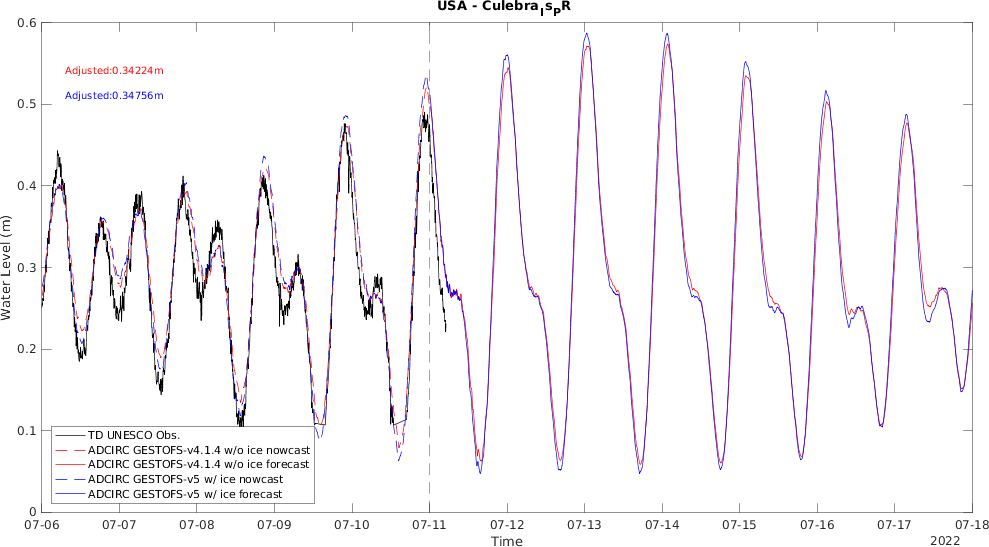 USA - Culebra_Is_PR
0.6
Adjusted:0.34224m
0.5
Adjusted:0.34756m
0.4
0.3
0.2
0.1
0
Water Level (m)
TD UNESCO Obs.
ADCIRC GESTOFS-v4.1.4 w/o ice nowcast
ADCIRC GESTOFS-v4.1.4 w/o ice forecast
ADCIRC GESTOFS-v5 w/ ice nowcast
ADCIRC GESTOFS-v5 w/ ice forecast
07-06 07-07 07-08 07-09 07-10 07-11 07-12 07-13 07-14 07-15 07-16 07-17 07-18
Time
2022